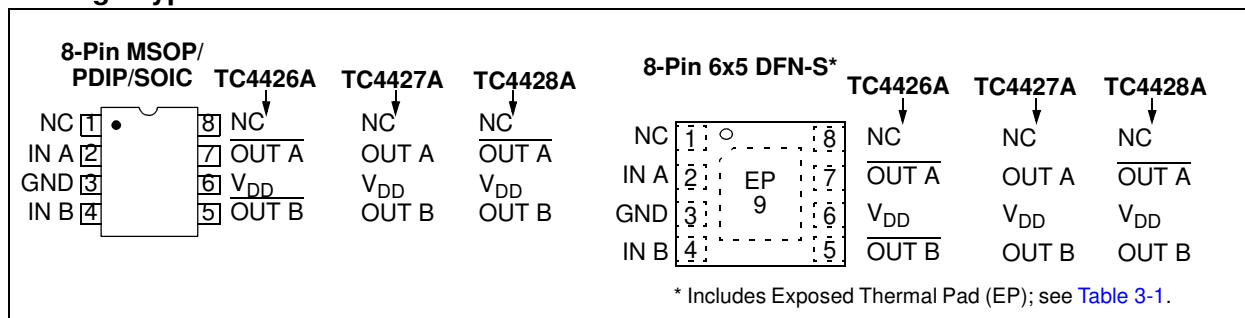 8-Pin MSOP/
PDIP/SOIC TC4426A TC4427A TC4428A
NC 1 8 NC NC NC
IN A 2 7 OUT A OUT A OUT A
GND 3 6 VDD VDD VDD
IN B 4 5 OUT B OUT B OUT B
8-Pin 6x5 DFN-S*
TC4426A TC4427A TC4428A
NC 1 8 NC NC NC
IN A 2 EP 7 OUT A OUT A OUT A
GND 3 9 6 VDD VDD VDD
IN B 4 5 OUT B OUT B OUT B
* Includes Exposed Thermal Pad (EP); see Table 3-1.